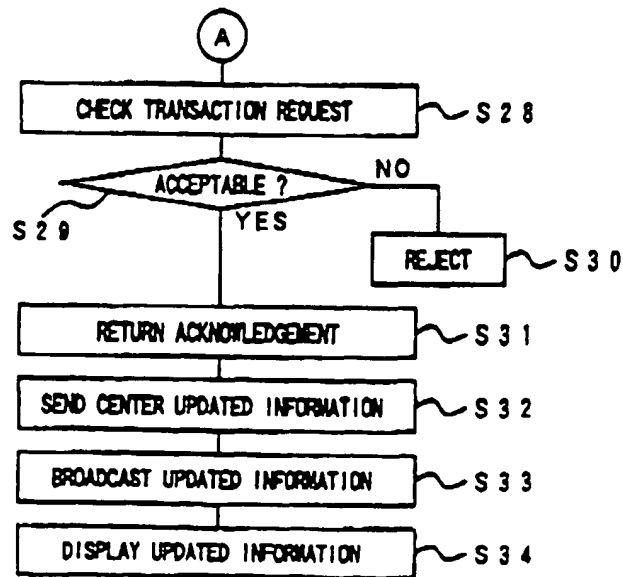 A
CHECK TRANSACTION REQUEST
S28
ACCEPTABLE ?
NO
S29
YES
REJECT
S30
RETURN ACKNOWLEDGEMENT
S31
SEND CENTER UPDATED INFORMATION
S32
BROADCAST UPDATED INFORMATION
S33
DISPLAY UPDATED INFORMATION
S34